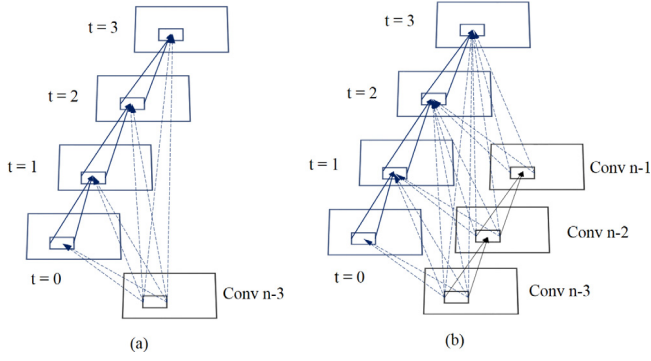 t = 3
t = 2
t = 1
t = 0
Conv n-3
(a)
t = 3
t = 2
t = 1
Conv n-1
Conv n-2
t = 0
Conv n-3
(b)